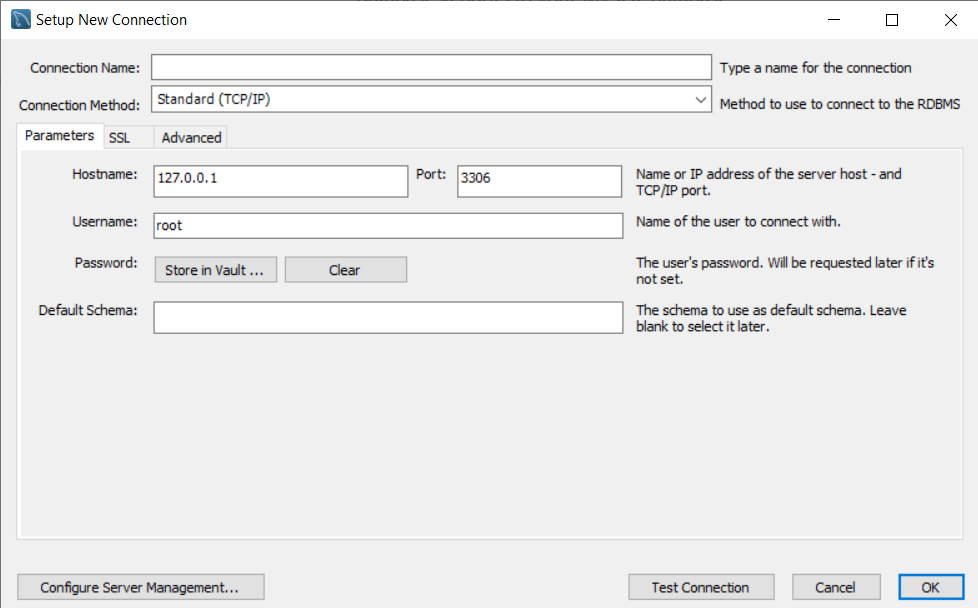 Setup New Connection
Connection Name:
Type a name for the connection
Connection Method:
Standard (TCP/IP)
Method to use to connect to the RDBMS
Parameters
SSL
Advanced
Hostname:
127.0.0.1
Port:
3306
Name or IP address of the server host - and
TCP/IP port.
Username:
root
Name of the user to connect with.
Password:
Store in Vault ...
Clear
The user's password. Will be requested later if it's
not set.
Default Schema:
The schema to use as default schema. Leave
blank to select it later.
Configure Server Management...
Test Connection
Cancel
OK